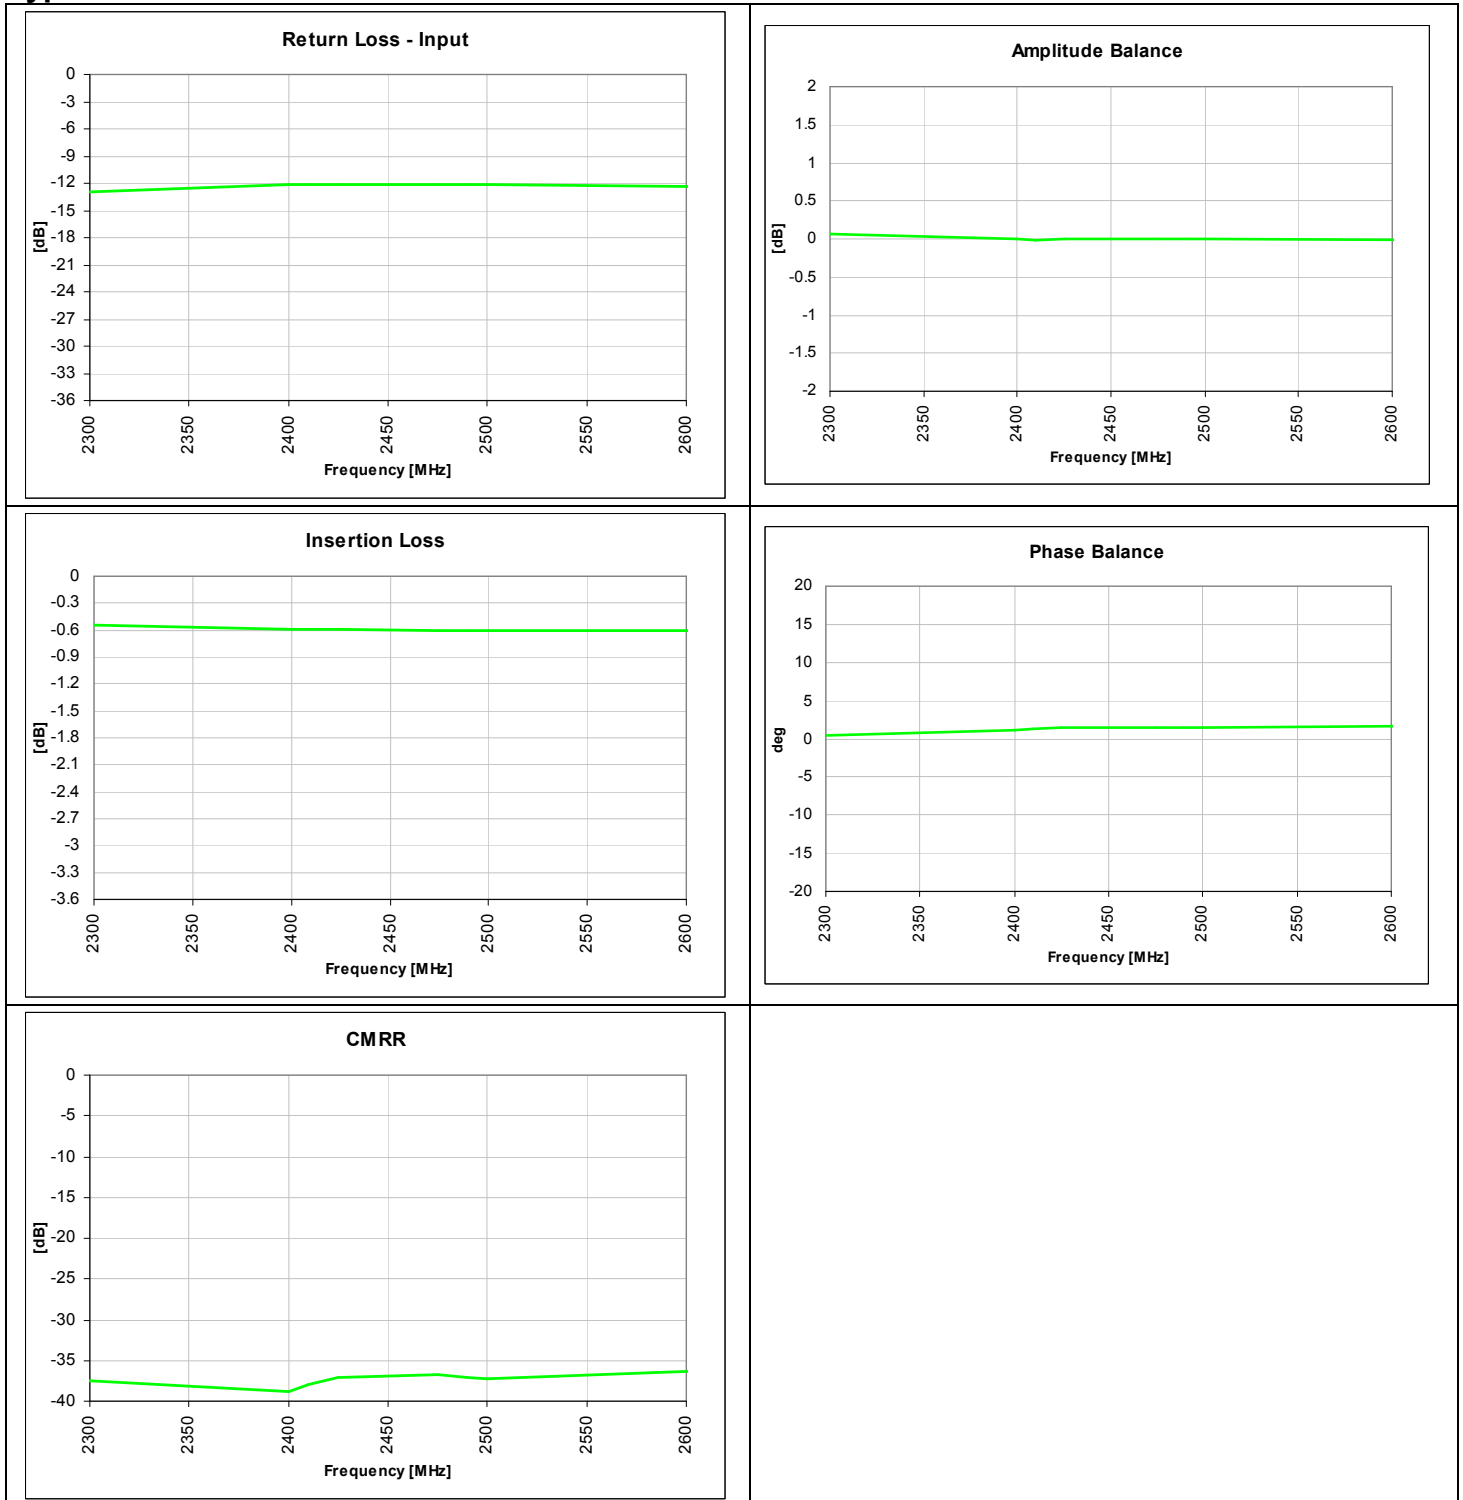 Return Loss - Input
0
-3
-6
-9
-12
-15
-18
-21
-24
-27
-30
-33
-36
[dB]
2300 2350 2400 2450 2500 2550 2600
Frequency [MHz]
Amplitude Balance
2
1.5
1
0.5
0
-0.5
-1
-1.5
-2
[dB]
2300 2350 2400 2450 2500 2550 2600
Frequency [MHz]
Insertion Loss
0
-0.3
-0.6
-0.9
-1.2
-1.5
-1.8
-2.1
-2.4
-2.7
-3
-3.3
-3.6
[dB]
2300 2350 2400 2450 2500 2550 2600
Frequency [MHz]
Phase Balance
20
15
10
5
0
-5
-10
-15
-20
deg
2300 2350 2400 2450 2500 2550 2600
Frequency [MHz]
CMRR
0
-5
-10
-15
-20
-25
-30
-35
-40
[dB]
2300 2350 2400 2450 2500 2550 2600
Frequency [MHz]